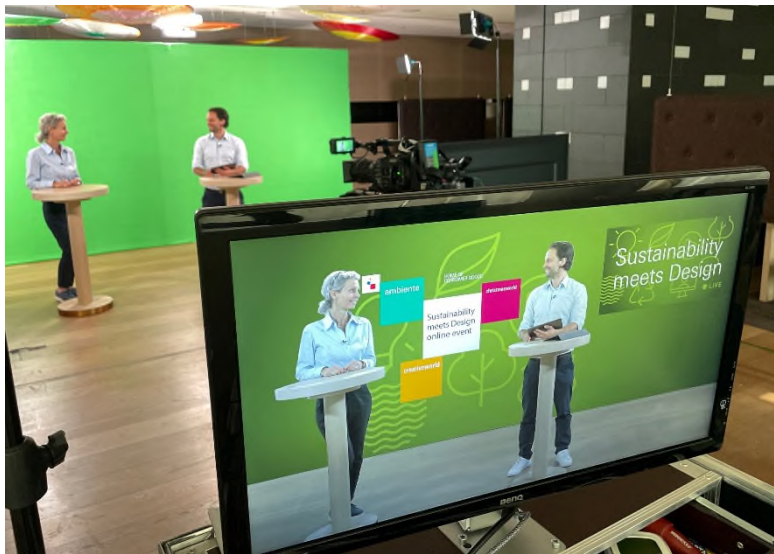 ambiente
christmasworld
Sustainability
meets Design
online event
creativeworld
Sustainability
meets Design
LIFE
BenQ